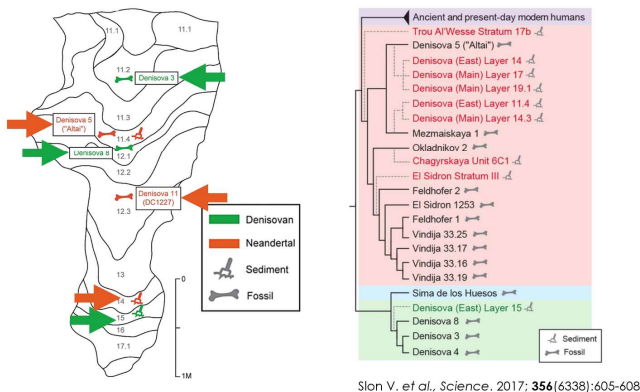 11.1
11.1
11.2
Denisova 3
11.3
Denisova 5
("Altai")
11.4
Denisova 8
12.1
12.2
Denisova 11
(DC1227)
12.3
13
14
15
16
17.1
0
1M
Denisovan
Neandertal
Sediment
Fossil
Ancient and present-day modern humans
Trou Al'Wesse Stratum 17b
Denisova 5 ("Altai")
Denisova (East) Layer 14
Denisova (Main) Layer 17
Denisova (Main) Layer 19.1
Denisova (East) Layer 11.4
Denisova (Main) Layer 14.3
Mezmaiskaya 1
Okladnikov 2
Chagyrskaya Unit 6C1
El Sidron Stratum III
Feldhofer 2
El Sidron 1253
Feldhofer 1
Vindija 33.25
Vindija 33.17
Vindija 33.16
Vindija 33.19
Sima de los Huesos
Denisova (East) Layer 15
Denisova 8
Denisova 3
Denisova 4
Sediment
Fossil
Slon V. et al., Science. 2017; 356(6338):605-608